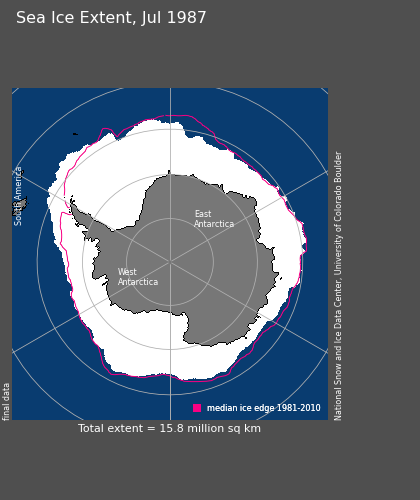 Sea Ice Extent, Jul 1987
South America
East
Antarctica
West
Antarctica
National Snow and Ice Data Center, University of Colorado Boulder
final data
median ice edge 1981-2010
Total extent = 15.8 million sq km